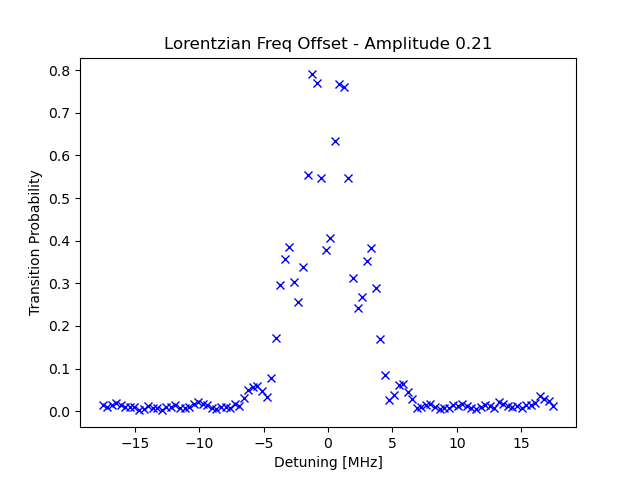 Lorentzian Freq Offset - Amplitude 0.21
Transition Probability
0.8
0.7
0.6
0.5
0.4
0.3
0.2
0.1
0.0
−15 −10 −5 0 5 10 15
Detuning [MHz]